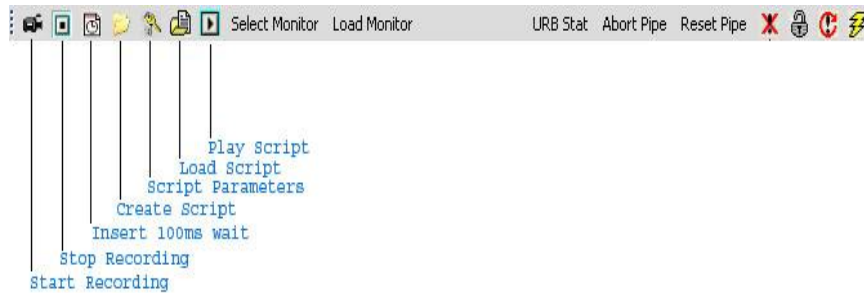 Select Monitor Load Monitor URB Stat Abort Pipe Reset Pipe
Play Script
Load Script
Script Parameters
Create Script
Insert 100ms wait
Stop Recording
Start Recording